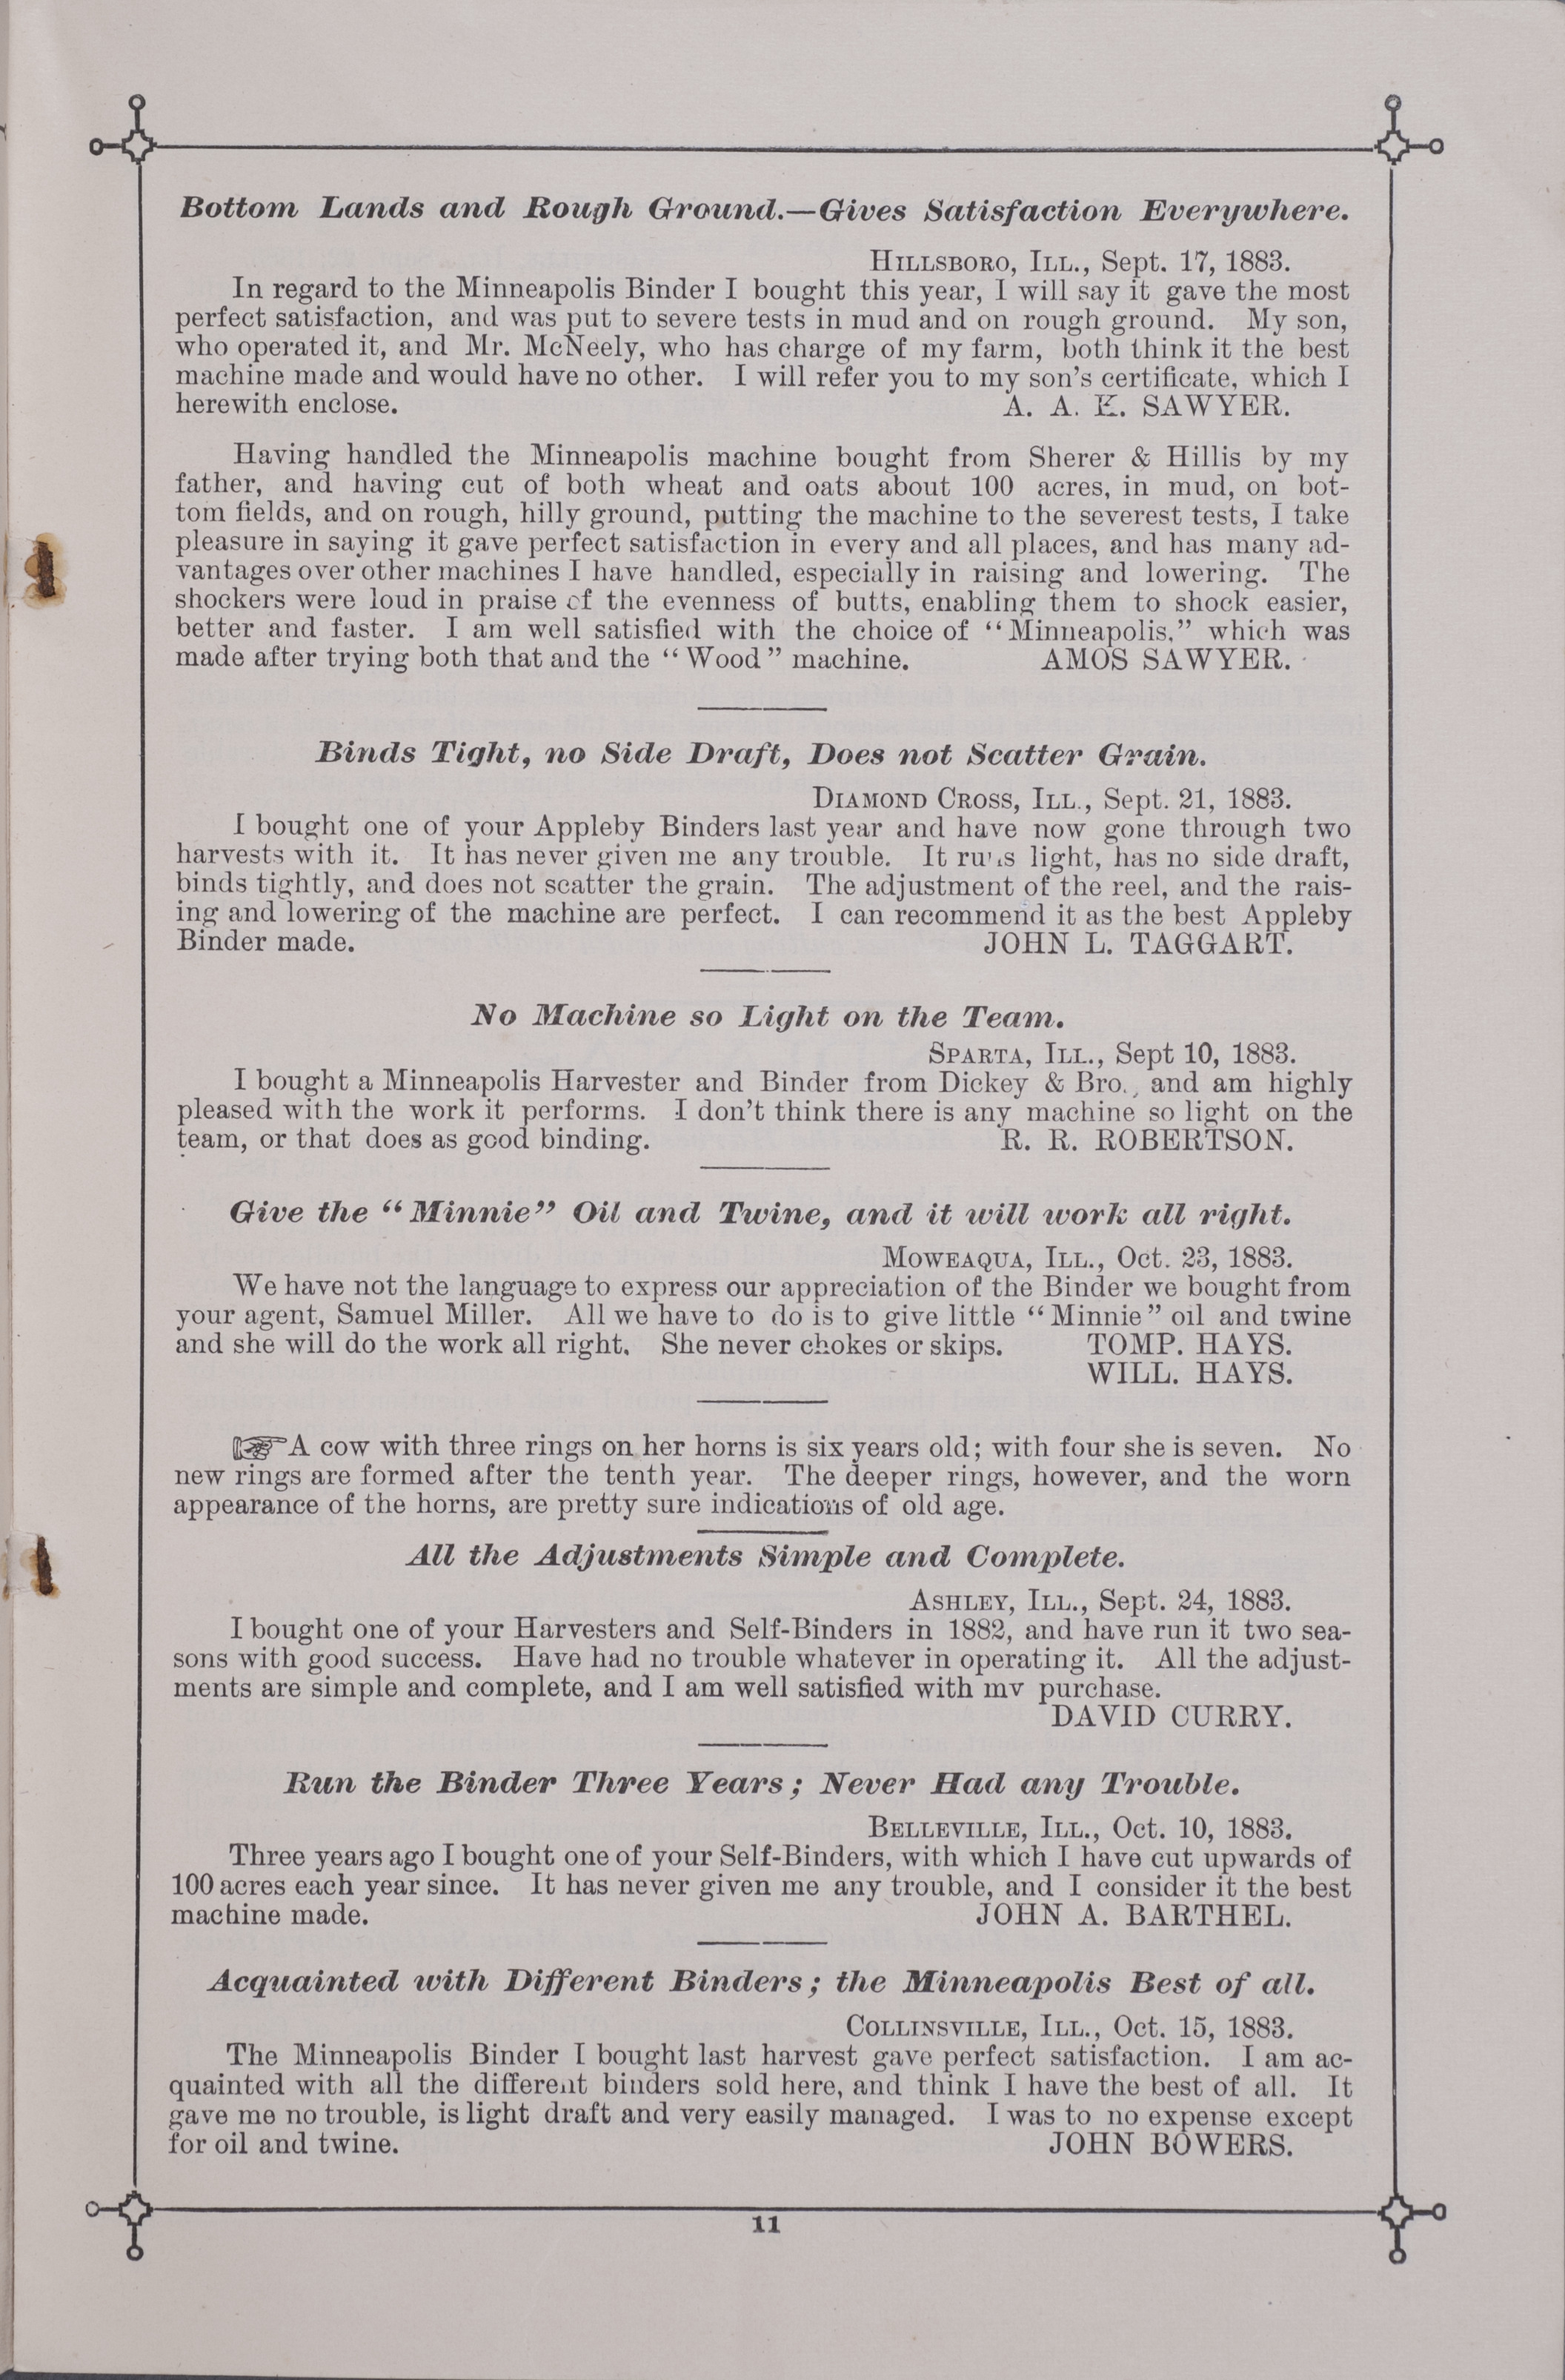 Bottom Lands and Rough Ground.—Gives Satisfaction Everywhere.
HILLSBORO, ILL., Sept. 17, 1883.
In regard to the Minneapolis Binder I bought this year, I will say it gave the most
perfect satisfaction, and was put to severe tests in mud and on rough ground. My son,
who operated it, and Mr. McNeely, who has charge of my farm, both think it the best
machine made and would have no other. I will refer you to my son's certificate, which I
herewith enclose. A. A. K. SAWYER.
Having handled the Minneapolis machine bought from Sherer & Hillis by my
father, and having cut of both wheat and oats about 100 acres, in mud, on bot-
tom fields, and on rough, hilly ground, putting the machine to the severest tests, I take
pleasure in saying it gave perfect satisfaction in every and all places, and has many ad-
vantages over other machines I have handled, especially in raising and lowering. The
shockers were loud in praise of the evenness of butts, enabling them to shock easier,
better and faster. I am well satisfied with the choice of "Minneapolis," which was
made after trying both that and the "Wood" machine. AMOS SAWYER.
Binds Tight, no Side Draft, Does not Scatter Grain.
DIAMOND CROSS, ILL., Sept. 21, 1883.
I bought one of your Appleby Binders last year and have now gone through two
harvests with it. It has never given me any trouble. It runs light, has no side draft,
binds tightly, and does not scatter the grain. The adjustment of the reel, and the rais-
ing and lowering of the machine are perfect. I can recommend it as the best Appleby
Binder made. JOHN L. TAGGART.
No Machine so Light on the Team.
SPARTA, ILL., Sept 10, 1883.
I bought a Minneapolis Harvester and Binder from Dickey & Bro., and am highly
pleased with the work it performs. I don't think there is any machine so light on the
team, or that does as good binding. R. R. ROBERTSON.
Give the "Minnie" Oil and Twine, and it will work all right.
MOWEAQUA, ILL., Oct. 23, 1883.
We have not the language to express our appreciation of the Binder we bought from
your agent, Samuel Miller. All we have to do is to give little "Minnie" oil and twine
and she will do the work all right. She never chokes or skips. TOMP. HAYS.
WILL. HAYS.
☞A cow with three rings on her horns is six years old; with four she is seven. No
new rings are formed after the tenth year. The deeper rings, however, and the worn
appearance of the horns, are pretty sure indications of old age.
All the Adjustments Simple and Complete.
ASHLEY, ILL., Sept. 24, 1883.
I bought one of your Harvesters and Self-Binders in 1882, and have run it two sea-
sons with good success. Have had no trouble whatever in operating it. All the adjust-
ments are simple and complete, and I am well satisfied with my purchase.
DAVID CURRY.
Run the Binder Three Years; Never Had any Trouble.
BELLEVILLE, ILL., Oct. 10, 1883.
Three years ago I bought one of your Self-Binders, with which I have cut upwards of
100 acres each year since. It has never given me any trouble, and I consider it the best
machine made. JOHN A. BARTHEL.
Acquainted with Different Binders; the Minneapolis Best of all.
COLLINSVILLE, ILL., Oct. 15, 1883.
The Minneapolis Binder I bought last harvest gave perfect satisfaction. I am ac-
quainted with all the different binders sold here, and think I have the best of all. It
gave me no trouble, is light draft and very easily managed. I was to no expense except
for oil and twine. JOHN BOWERS.
11